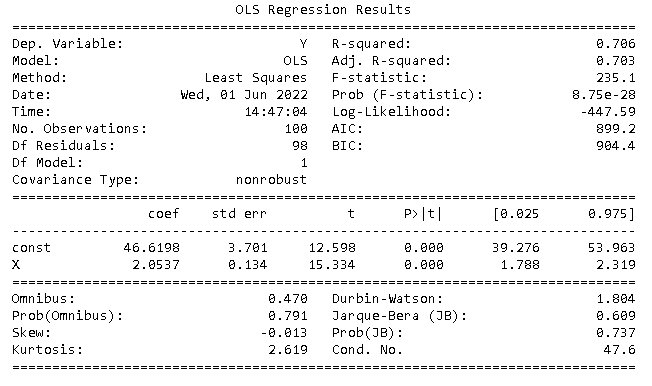 OLS Regression Results
==============================================================================
Dep. Variable:                      Y   R-squared:                       0.706
Model:                            OLS   Adj. R-squared:                  0.703
Method:                 Least Squares   F-statistic:                     235.1
Date:                Wed, 01 Jun 2022   Prob (F-statistic):           8.75e-28
Time:                        14:47:04   Log-Likelihood:                -447.59
No. Observations:                 100   AIC:                             899.2
Df Residuals:                      98   BIC:                             904.4
Df Model:                           1
Covariance Type:            nonrobust
==============================================================================
                 coef    std err          t      P>|t|      [0.025      0.975]
------------------------------------------------------------------------------
const         46.6198      3.701     12.598      0.000      39.276      53.963
X              2.0537      0.134     15.334      0.000       1.788       2.319
==============================================================================
Omnibus:                        0.470   Durbin-Watson:                   1.804
Prob(Omnibus):                  0.791   Jarque-Bera (JB):                0.609
Skew:                          -0.013   Prob(JB):                        0.737
Kurtosis:                       2.619   Cond. No.                         47.6
==============================================================================